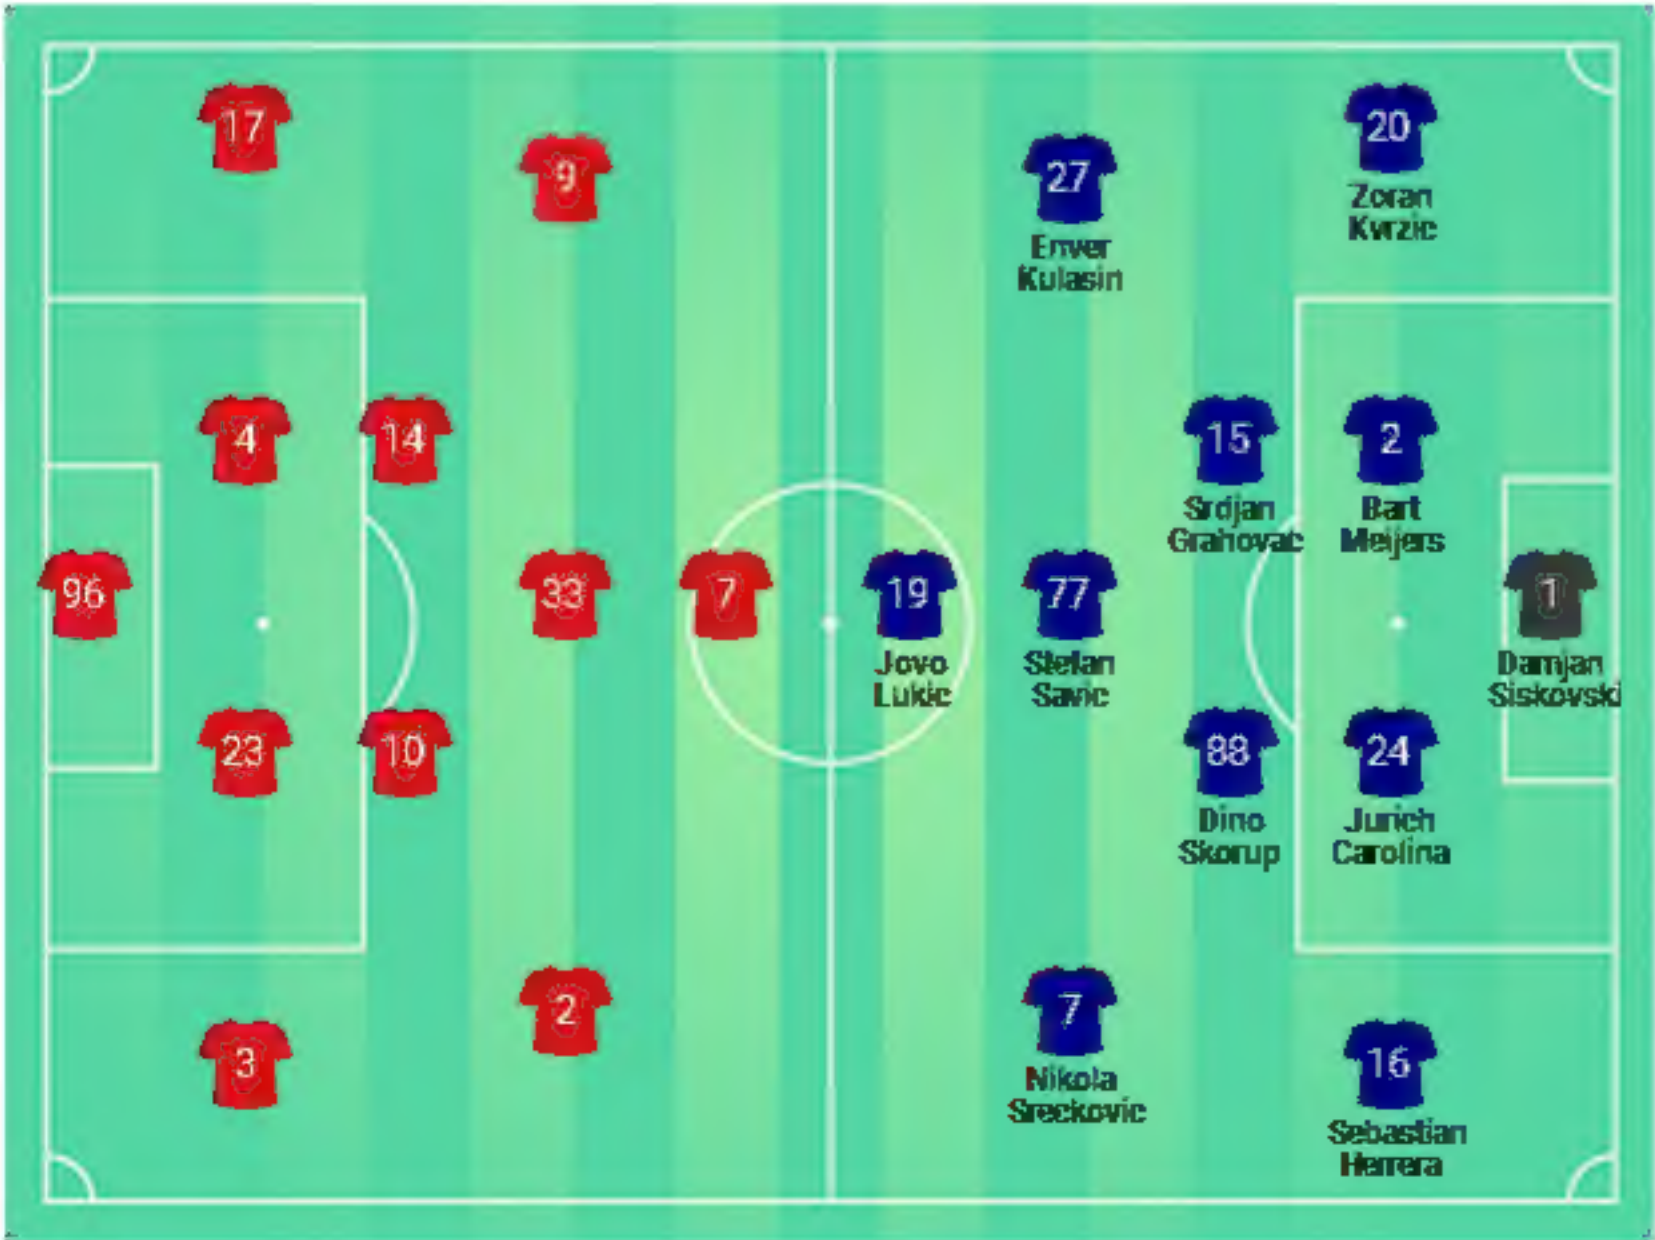 17
9
27
Enver
Kulasin
20
Zoran
Kvrzic
4
14
15
Srdjan
Grahovac
2
Bart
Meijers
96
33
7
19
Jovo
Lukic
77
Stefan
Savic
1
Damjan
Siskovski
23
10
88
Dino
Skorup
24
Jurich
Carolina
3
2
7
Nikola
Sreckovic
16
Sebastian
Herrera